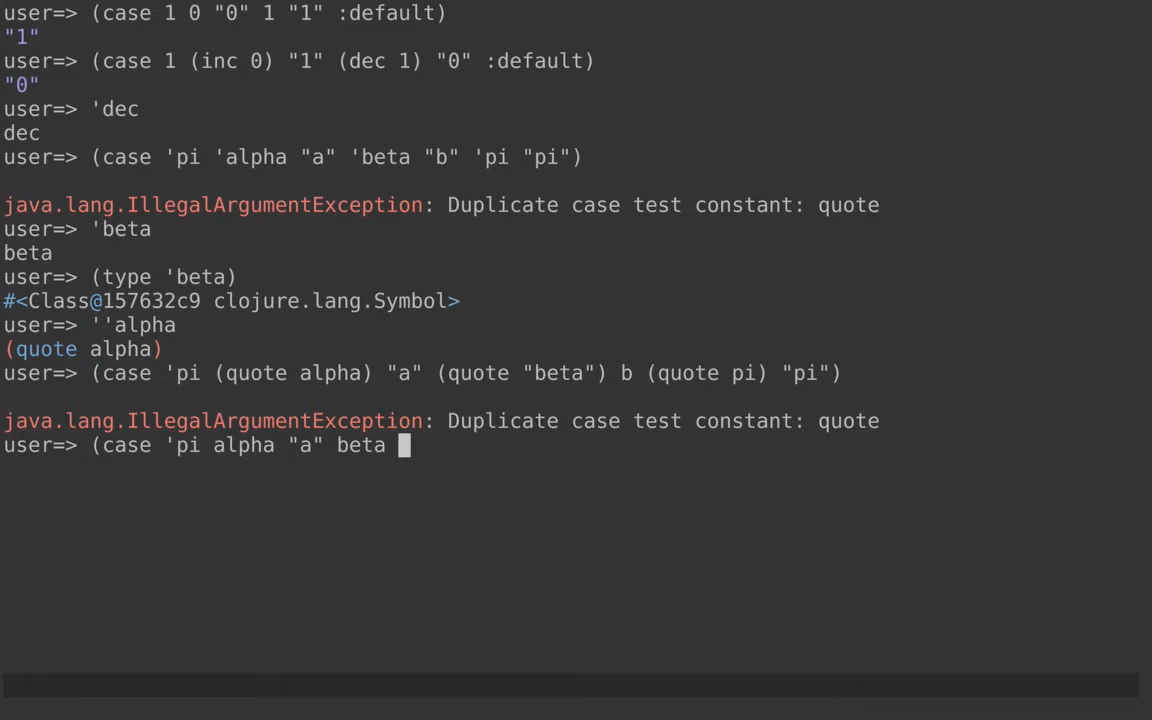 user=> (case 1 0 "0" 1 "1" :default)
"1"
user=> (case 1 (inc 0) "1" (dec 1) "0" :default)
"0"
user=> 'dec
dec
user=> (case 'pi 'alpha "a" 'beta "b" 'pi "pi")
java.lang.IllegalArgumentException: Duplicate case test constant: quote
user=> 'beta
beta
user=> (type 'beta)
#<Class@157632c9 clojure.lang.Symbol>
user=> ''alpha
(quote alpha)
user=> (case 'pi (quote alpha) "a" (quote "beta") b (quote pi) "pi")
java.lang.IllegalArgumentException: Duplicate case test constant: quote
user=> (case 'pi alpha "a" beta